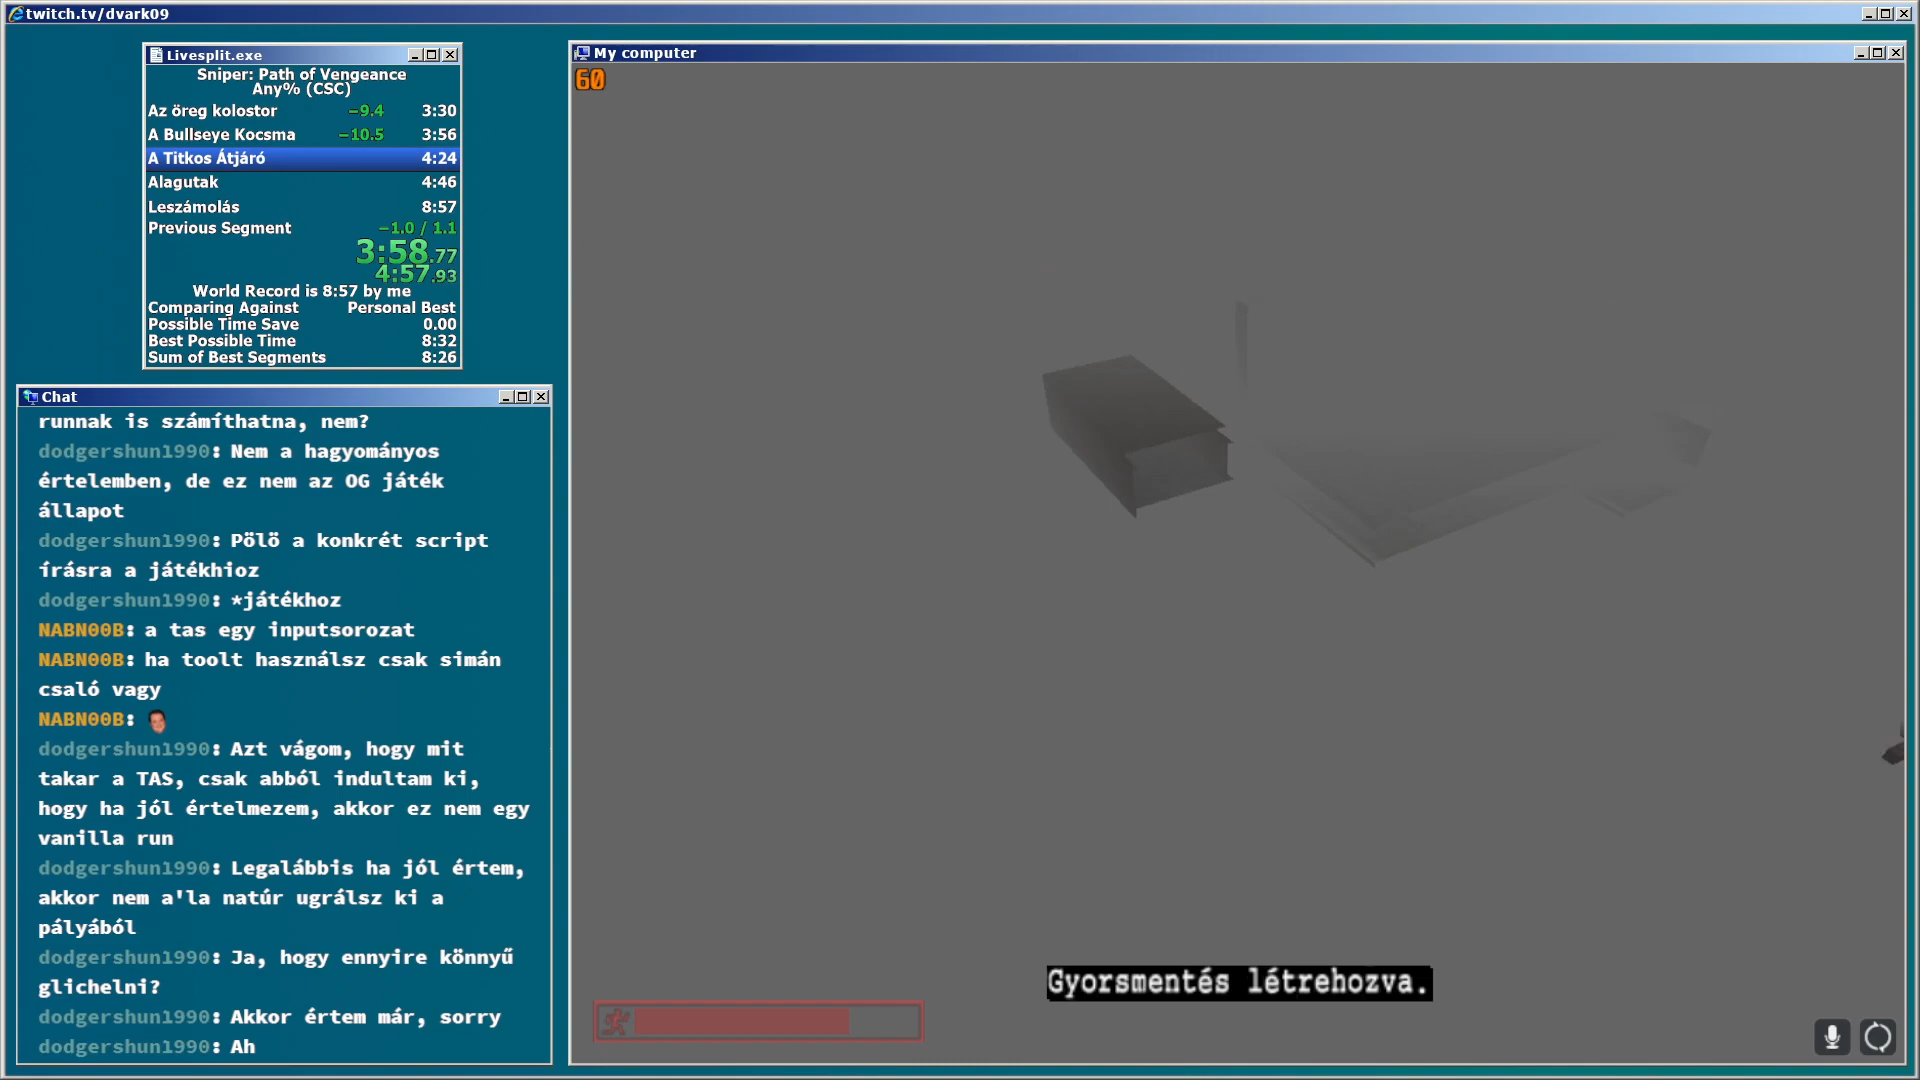 twitch.tv/dvark09
Livesplit.exe
Sniper: Path of Vengeance
Any% (CSC)
Az öreg kolostor −9.4 3:30
A Bullseye Kocsma −10.5 3:56
A Titkos Átjáró 4:24
Alagutak 4:46
Leszámolás 8:57
Previous Segment −1.0 / 1.1
3:58.77
4:57.93
World Record is 8:57 by me
Comparing Against Personal Best
Possible Time Save 0.00
Best Possible Time 8:32
Sum of Best Segments 8:26
Chat
runnak is számíthatna, nem?
dodgershun1990: Nem a hagyományos
értelemben, de ez nem az OG játék
állapot
dodgershun1990: Pölö a konkrét script
írásra a játékhioz
dodgershun1990: *játékhoz
NABN00B: a tas egy inputsorozat
NABN00B: ha toolt használsz csak simán
csaló vagy
NABN00B:
dodgershun1990: Azt vágom, hogy mit
takar a TAS, csak abból indultam ki,
hogy ha jól értelmezem, akkor ez nem egy
vanilla run
dodgershun1990: Legalábbis ha jól értem,
akkor nem a'la natúr ugrálsz ki a
pályából
dodgershun1990: Ja, hogy ennyire könnyű
glichelni?
dodgershun1990: Akkor értem már, sorry
dodgershun1990: Ah
My computer
60
Gyorsmentés létrehozva.